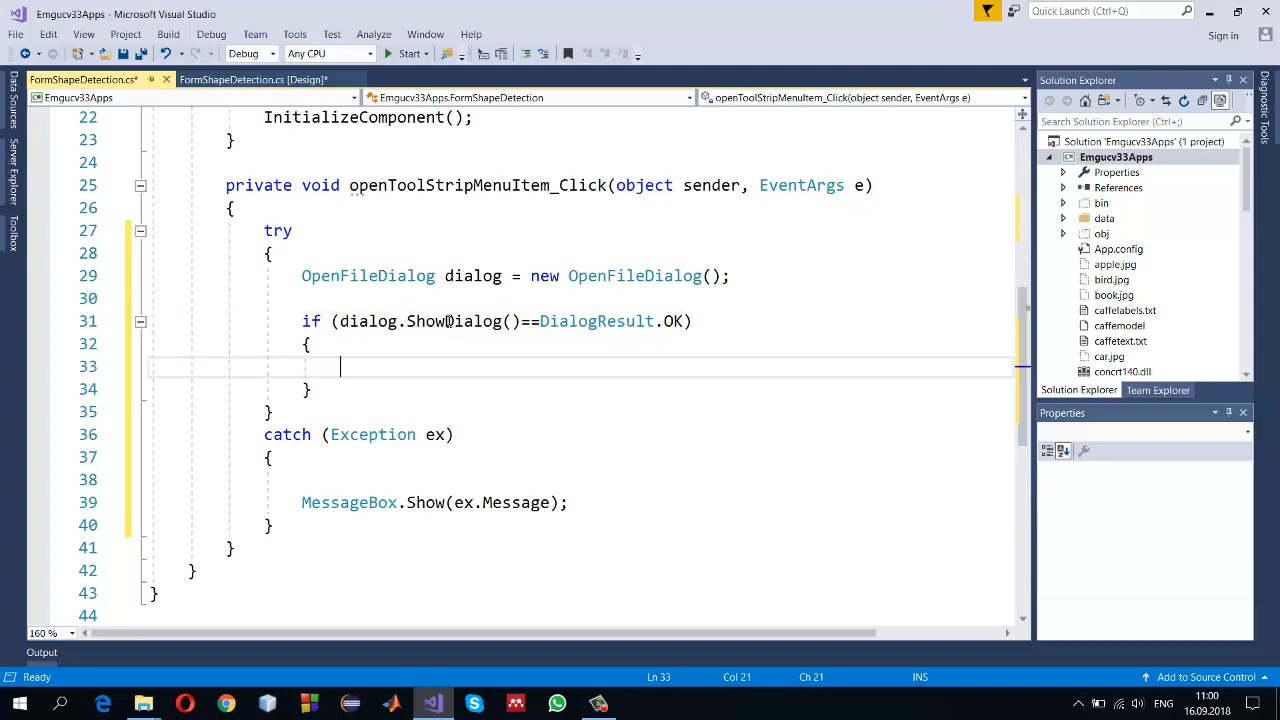 Emgucv33Apps - Microsoft Visual Studio
Quick Launch (Ctrl+Q)
File Edit View Project Build Debug Team Tools Test Analyze Window Help
Sign in
Debug Any CPU Start
FormShapeDetection.cs* FormShapeDetection.cs [Design]*
Emgucv33Apps Emgucv33Apps.FormShapeDetection openToolStripMenuItem_Click(object sender, EventArgs e)
Data Sources
Server Explorer
Toolbox
22 InitializeComponent();
23 }
24
25 private void openToolStripMenuItem_Click(object sender, EventArgs e)
26 {
27 try
28 {
29 OpenFileDialog dialog = new OpenFileDialog();
30
31 if (dialog.ShowDialog()==DialogResult.OK)
32 {
33
34 }
35 }
36 catch (Exception ex)
37 {
38
39 MessageBox.Show(ex.Message);
40 }
41 }
42 }
43 }
44
160 %
Output
Solution Explorer
Search Solution Explorer (Ctrl+;)
Solution 'Emgucv33Apps' (1 project)
Emgucv33Apps
Properties
References
bin
data
obj
App.config
apple.jpg
bird.jpg
book.jpg
caffelabels.txt
caffemodel
caffetext.txt
car.jpg
concrt140.dll
Solution Explorer Team Explorer
Properties
Diagnostic Tools
Ready Ln 33 Col 21 Ch 21 INS Add to Source Control
ENG
11:00
16.09.2018